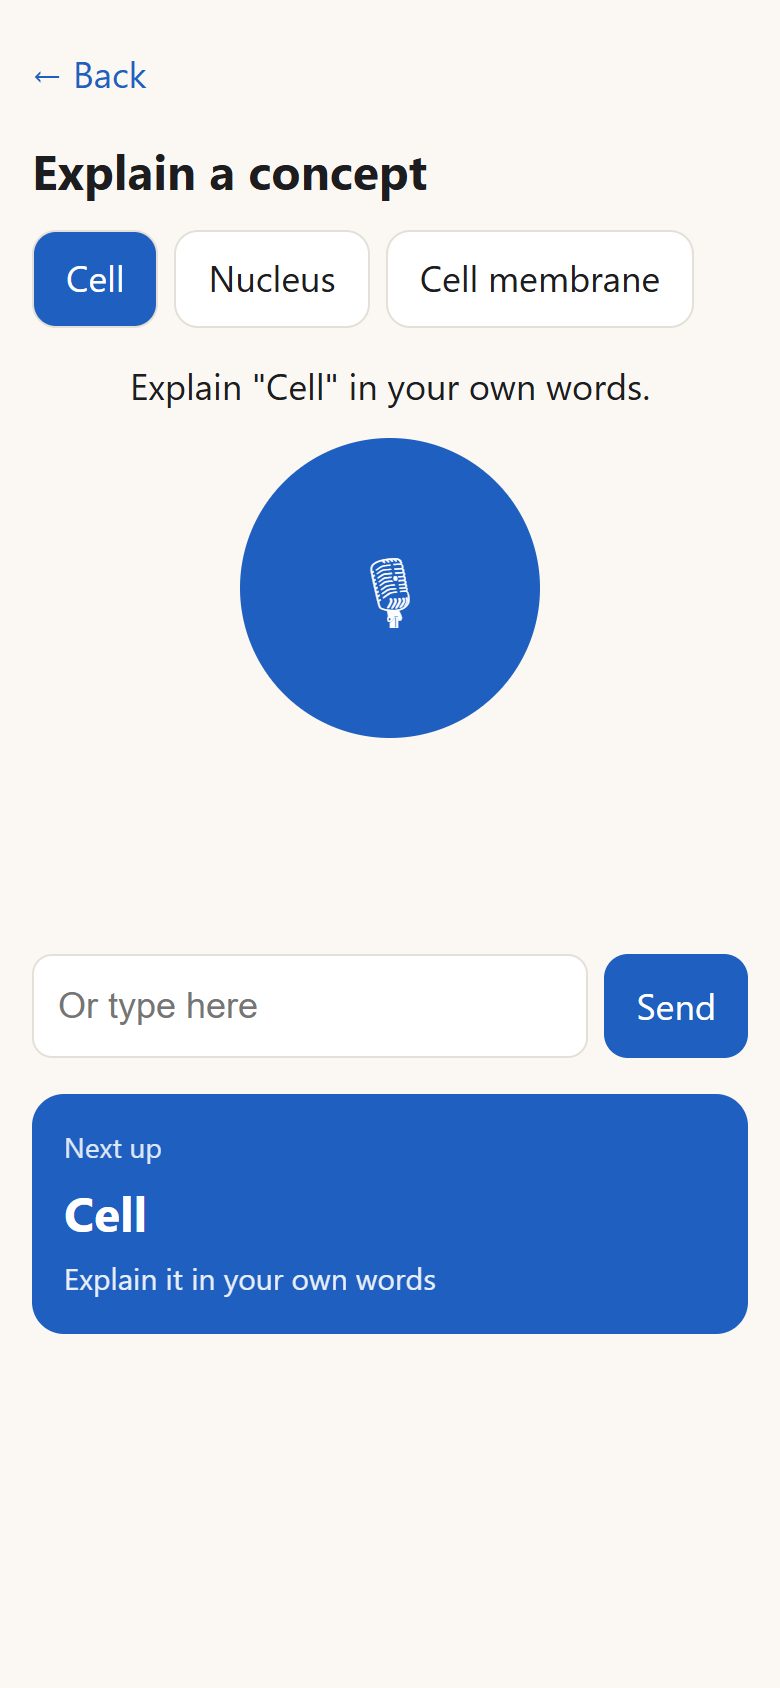 ← Back
Explain a concept
Cell
Nucleus
Cell membrane
Explain "Cell" in your own words.
Or type here
Send
Next up
Cell
Explain it in your own words